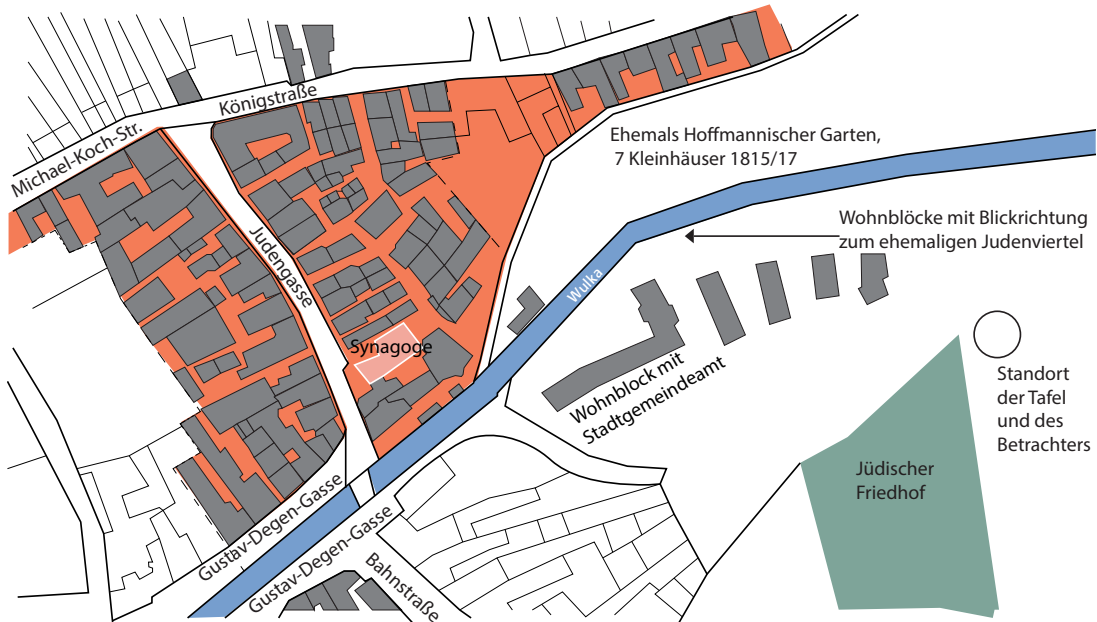 Königstraße
Michael-Koch-Str.
Ehemals Hoffmannischer Garten,
7 Kleinhäuser 1815/17
Wohnblöcke mit Blickrichtung
zum ehemaligen Judenviertel
Judengasse
Wulka
Synagoge
Wohnblock mit
Stadtgemeindeamt
Standort
der Tafel
und des
Betrachters
Jüdischer
Friedhof
Gustav-Degen-Gasse
Gustav-Degen-Gasse
Bahnstraße